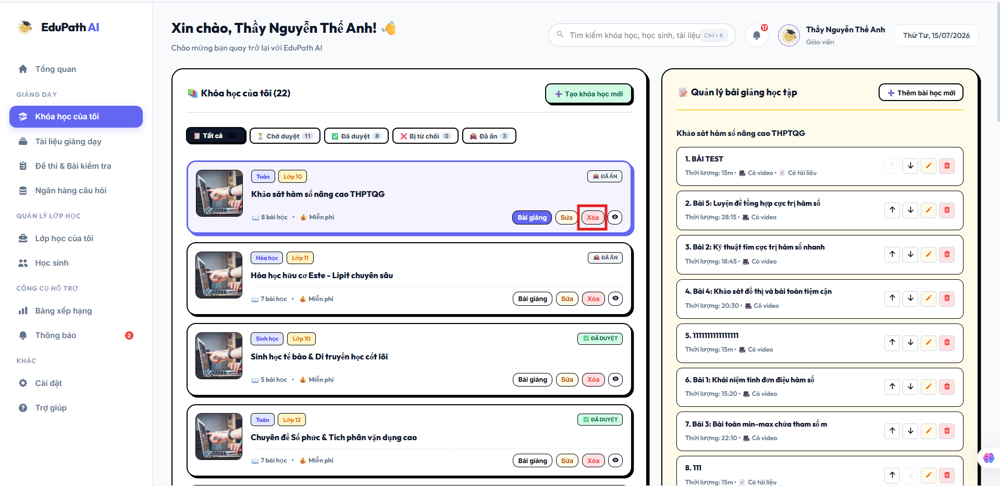 EduPath AI
Tổng quan
GIẢNG DẠY
Khóa học của tôi
Tài liệu giảng dạy
Đề thi & Bài kiểm tra
Ngân hàng câu hỏi
QUẢN LÝ LỚP HỌC
Lớp học của tôi
Học sinh
CÔNG CỤ HỖ TRỢ
Bảng xếp hạng
Thông báo
2
KHÁC
Cài đặt
Trợ giúp
Xin chào, Thầy Nguyễn Thế Anh! 👋
Chào mừng bạn quay trở lại với EduPath AI
Tìm kiếm khóa học, học sinh, tài liệu
Ctrl + K
17
Thầy Nguyễn Thế Anh
Giáo viên
Thứ Tư, 15/07/2026
Khóa học của tôi (22)
Tạo khóa học mới
Tất cả 22
Chờ duyệt 11
Đã duyệt 8
Bị từ chối 0
Đã ẩn 3
Toán Lớp 10 ĐÃ ẨN
Khảo sát hàm số nâng cao THPTQG
8 bài học • Miễn phí
Bài giảng Sửa Xóa
Hóa học Lớp 11 ĐÃ ẨN
Hóa học hữu cơ Este - Lipit chuyên sâu
7 bài học • Miễn phí
Bài giảng Sửa Xóa
Sinh học Lớp 10 ĐÃ DUYỆT
Sinh học tế bào & Di truyền học cốt lõi
5 bài học • Miễn phí
Bài giảng Sửa Xóa
Toán Lớp 12 ĐÃ DUYỆT
Chuyên đề Số phức & Tích phân vận dụng cao
7 bài học • Miễn phí
Bài giảng Sửa Xóa
Quản lý bài giảng học tập
Thêm bài học mới
Khảo sát hàm số nâng cao THPTQG
1. BÀI TEST
Thời lượng: 15m • Có video • Có tài liệu
2. Bài 5: Luyện đề tổng hợp cực trị hàm số
Thời lượng: 28:15 • Có video
3. Bài 2: Kỹ thuật tìm cực trị hàm số nhanh
Thời lượng: 18:45 • Có video
4. Bài 4: Khảo sát đồ thị và bài toán tiệm cận
Thời lượng: 20:30 • Có video
5. 1111111111111111
Thời lượng: 15m • Có video
6. Bài 1: Khái niệm tính đơn điệu hàm số
Thời lượng: 15:20 • Có video
7. Bài 3: Bài toán min-max chứa tham số m
Thời lượng: 22:10 • Có video
8. 111
Thời lượng: 15m • Có tài liệu